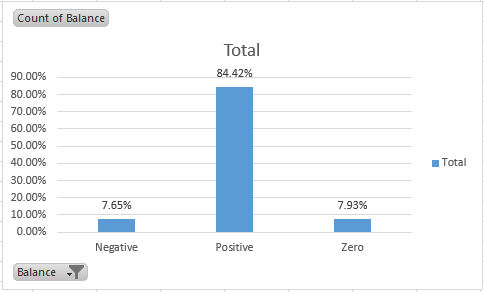 Count of Balance
Total
84.42%
90.00%
80.00%
70.00%
60.00%
50.00%
40.00%
30.00%
20.00%
10.00%
0.00%
7.65%
7.93%
Total
Negative Positive Zero
Balance